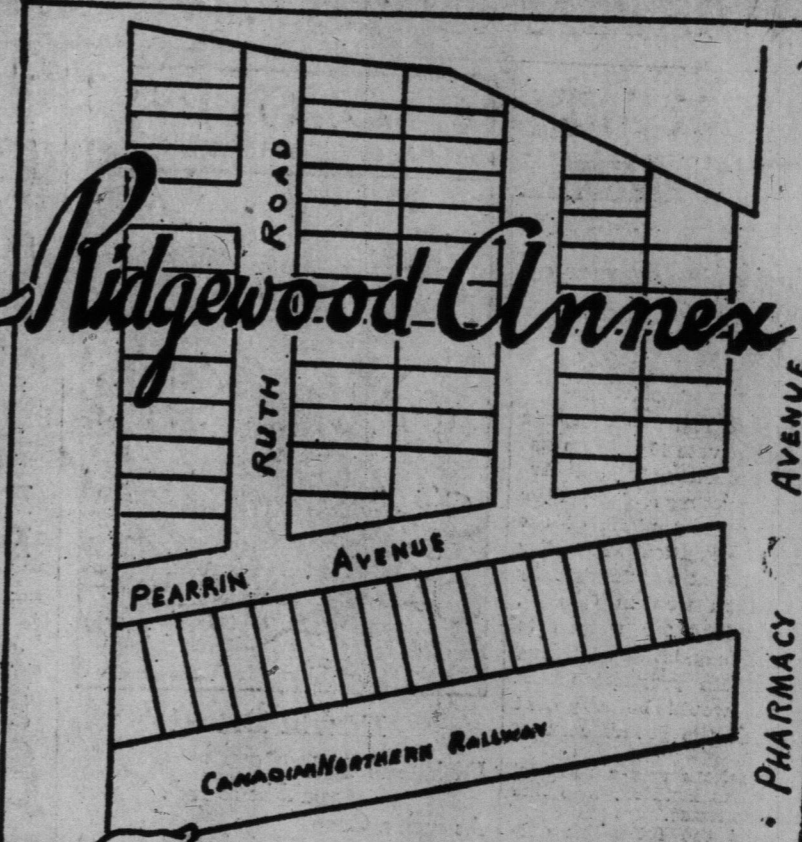 Ridgewood Annex
RUTH ROAD
PEARRIN AVENUE
PHARMACY AVENUE
CANADIAN NORTHERN RAILWAY